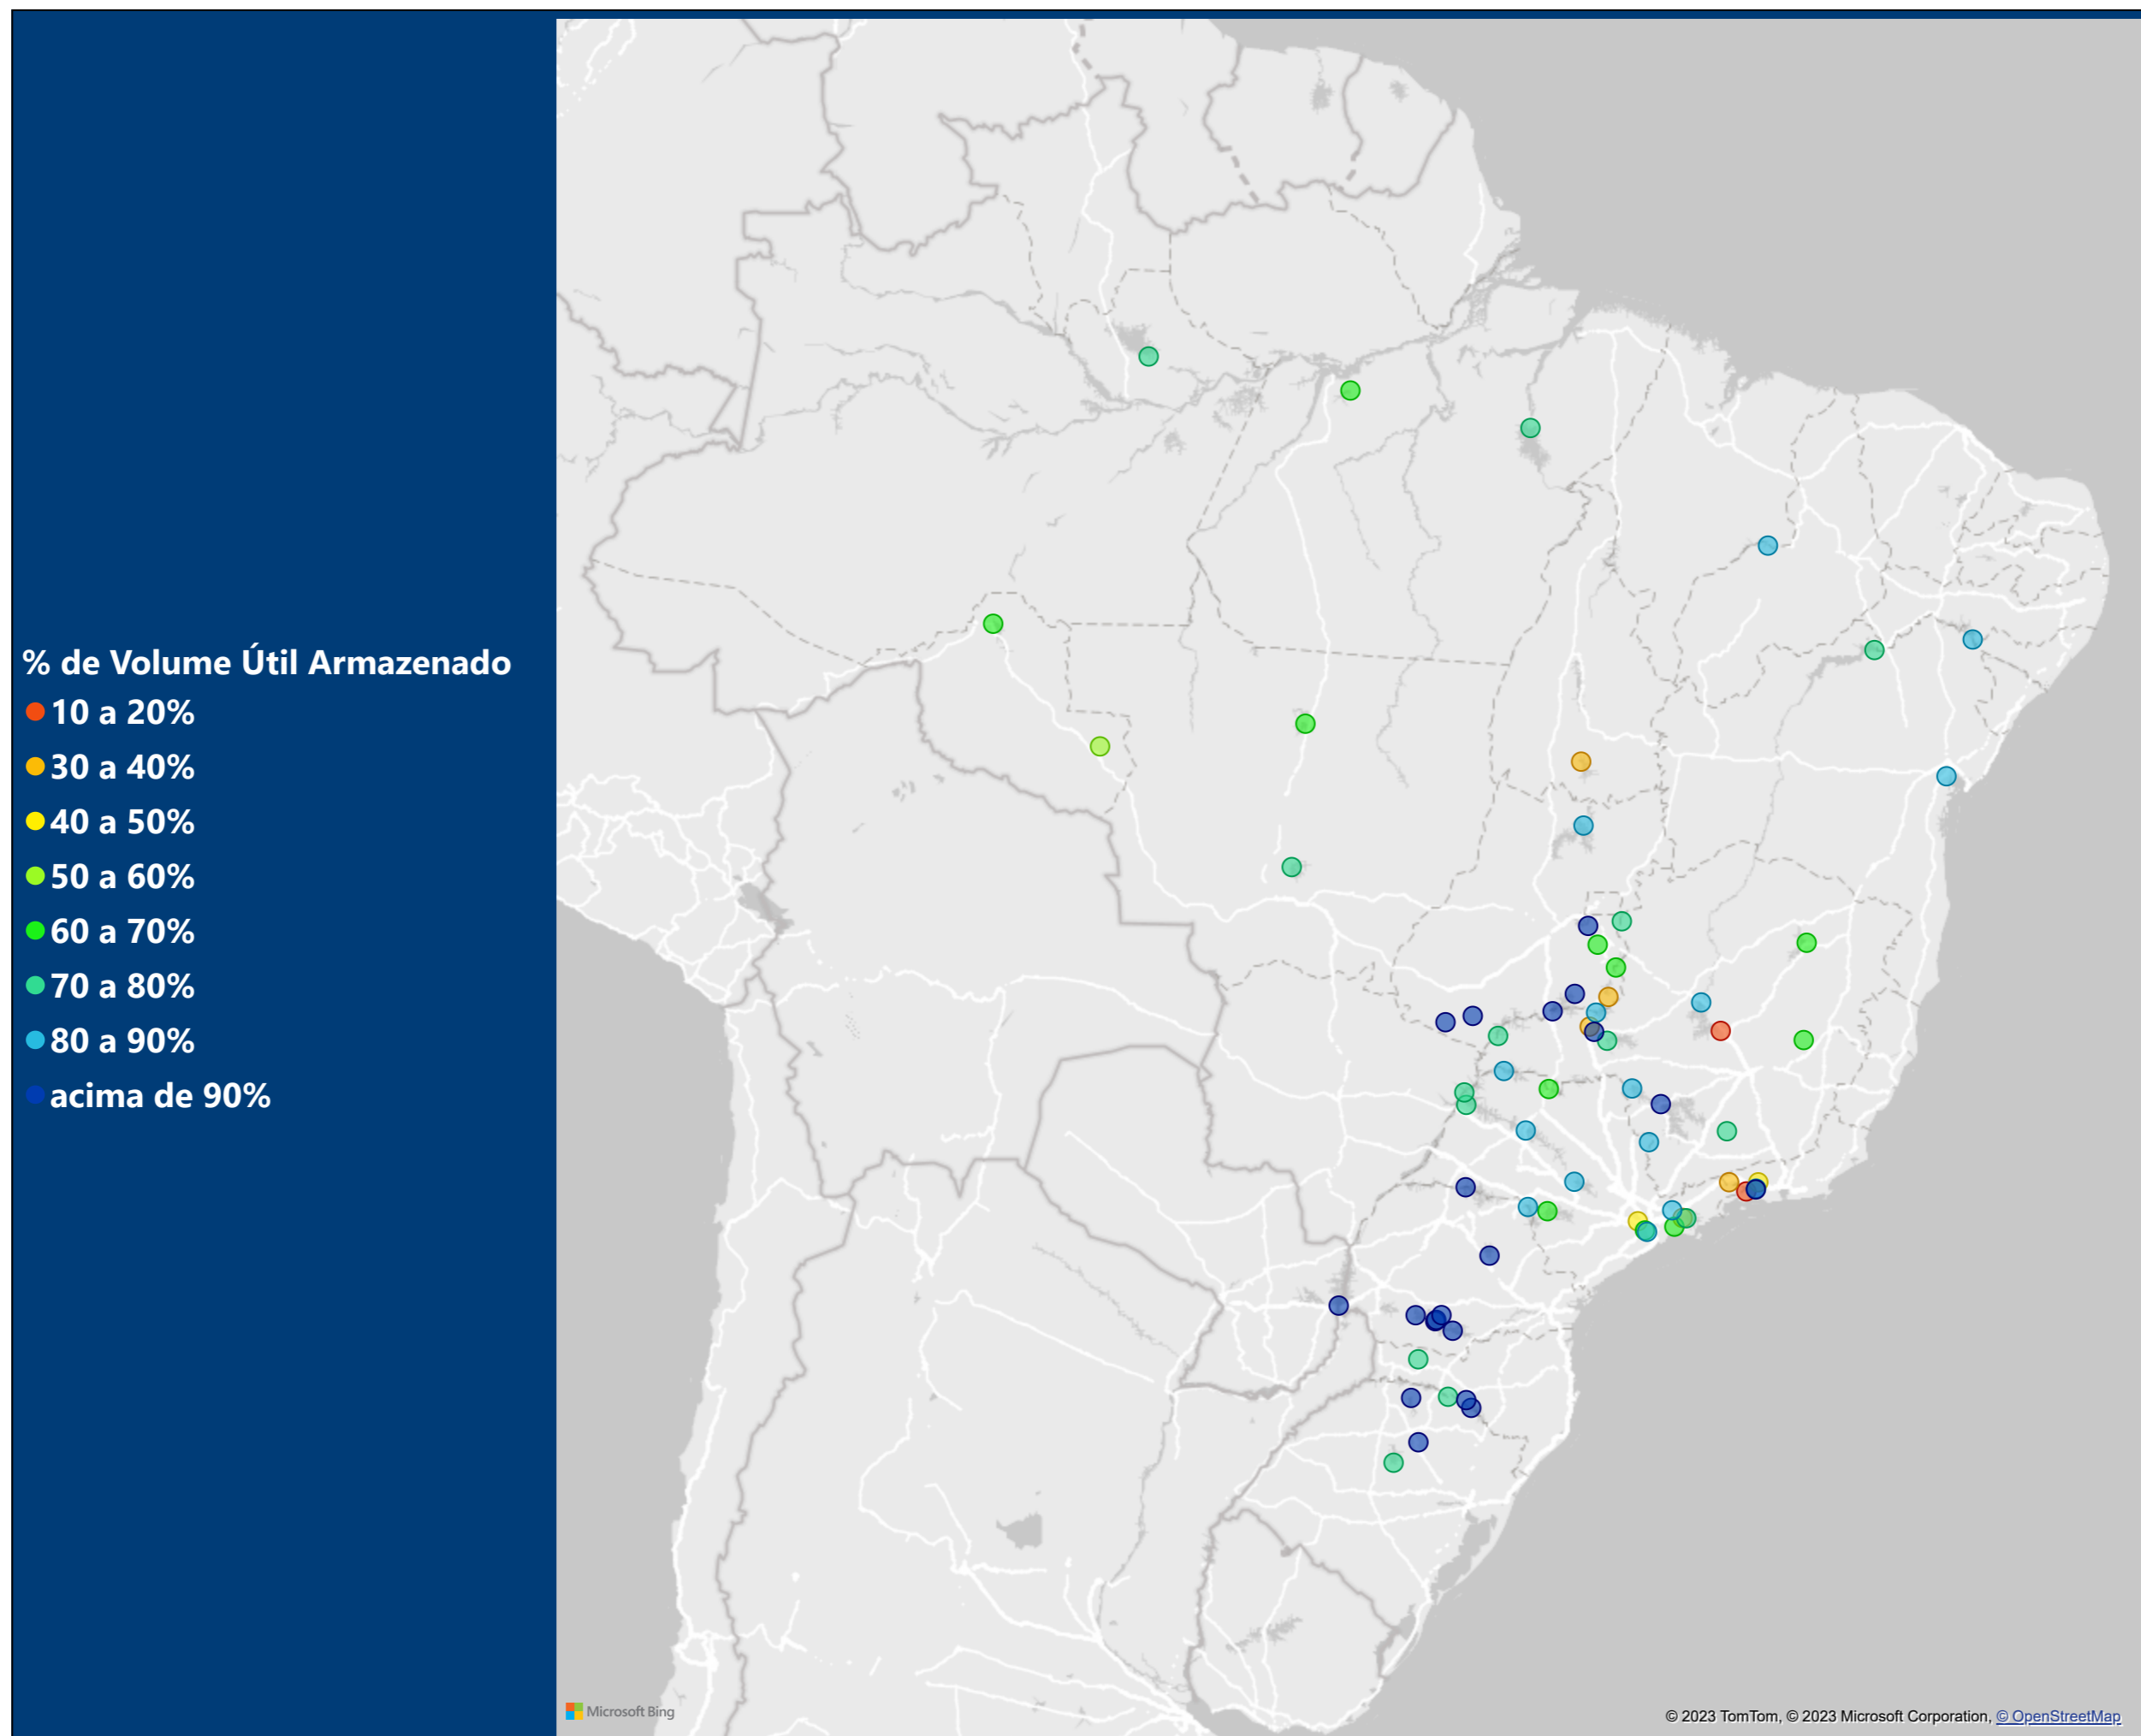 % de Volume Útil Armazenado
10 a 20%
30 a 40%
40 a 50%
50 a 60%
60 a 70%
70 a 80%
80 a 90%
acima de 90%
Microsoft Bing
© 2023 TomTom, © 2023 Microsoft Corporation, © OpenStreetMap